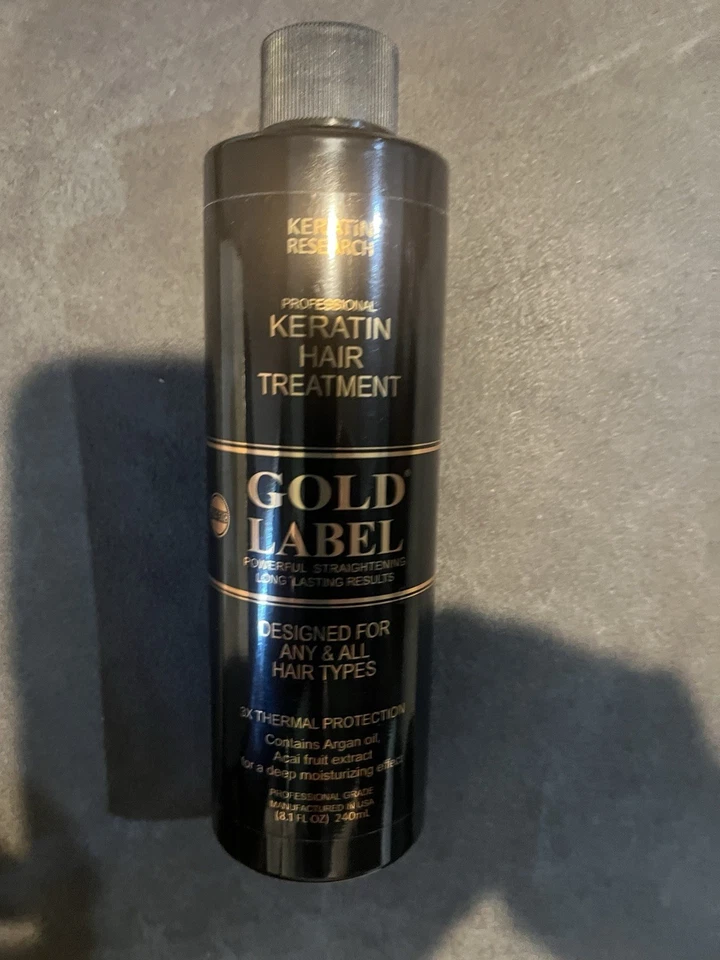 KERATIN
RESEARCH
PROFESSIONAL
KERATIN
HAIR
TREATMENT
GOLD®
LABEL
POWERFUL STRAIGHTENING
LONG LASTING RESULTS
DESIGNED FOR
ANY & ALL
HAIR TYPES
3X THERMAL PROTECTION
Contains Argan oil,
Acai fruit extract
for a deep moisturizing effect
PROFESSIONAL GRADE
MANUFACTURED IN USA
(8.1 FL OZ) 240mL